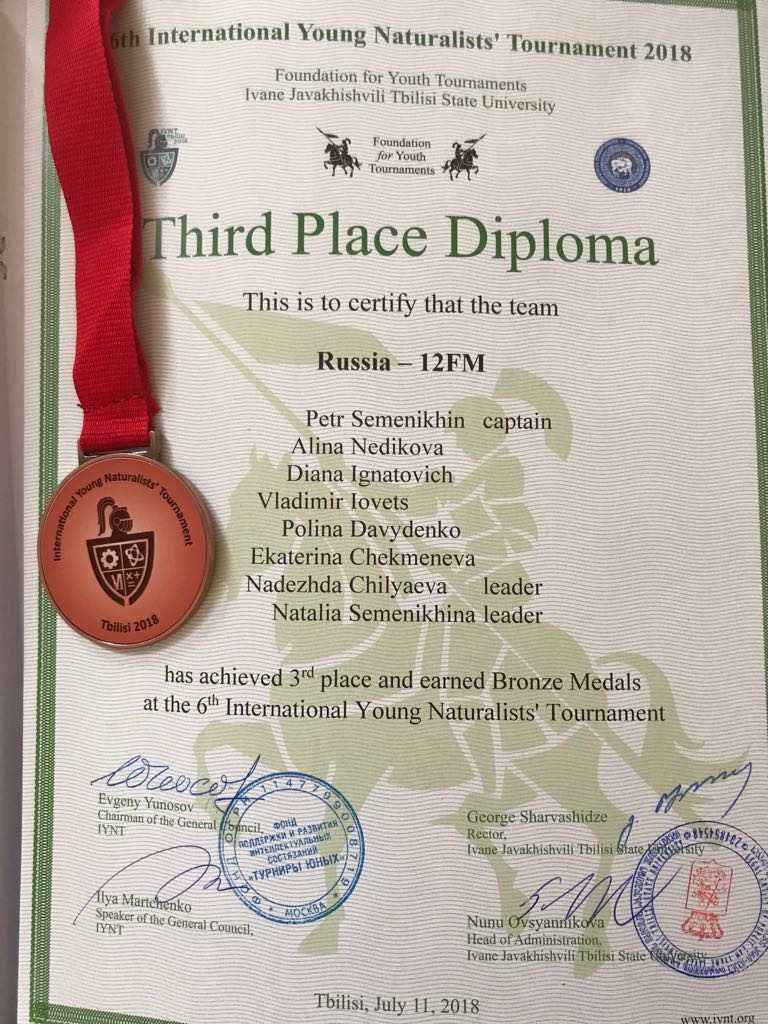 6th International Young Naturalists' Tournament 2018
Foundation for Youth Tournaments
Ivane Javakhishvili Tbilisi State University
IYNT
Tbilisi
2018
Foundation
for Youth
Tournaments
Third Place Diploma
This is to certify that the team
Russia – 12FM
Petr Semenikhin captain
Alina Nedikova
Diana Ignatovich
Vladimir Iovets
Polina Davydenko
Ekaterina Chekmeneva
Nadezhda Chilyaeva leader
Natalia Semenikhina leader
International Young Naturalists' Tournament
Tbilisi 2018
has achieved 3rd place and earned Bronze Medals
at the 6th International Young Naturalists' Tournament
Evgeny Yunosov
Chairman of the General Council,
IYNT
Ilya Martchenko
Speaker of the General Council,
IYNT
ОГРН 1147799008719
ФОНД
ПОДДЕРЖКИ И РАЗВИТИЯ
ИНТЕЛЛЕКТУАЛЬНЫХ
СОСТЯЗАНИЙ
«ТУРНИРЫ ЮНЫХ»
МОСКВА
George Sharvashidze
Rector,
Ivane Javakhishvili Tbilisi State University
Nunu Ovsyannikova
Head of Administration,
Ivane Javakhishvili Tbilisi State University
Tbilisi, July 11, 2018
www.iynt.org